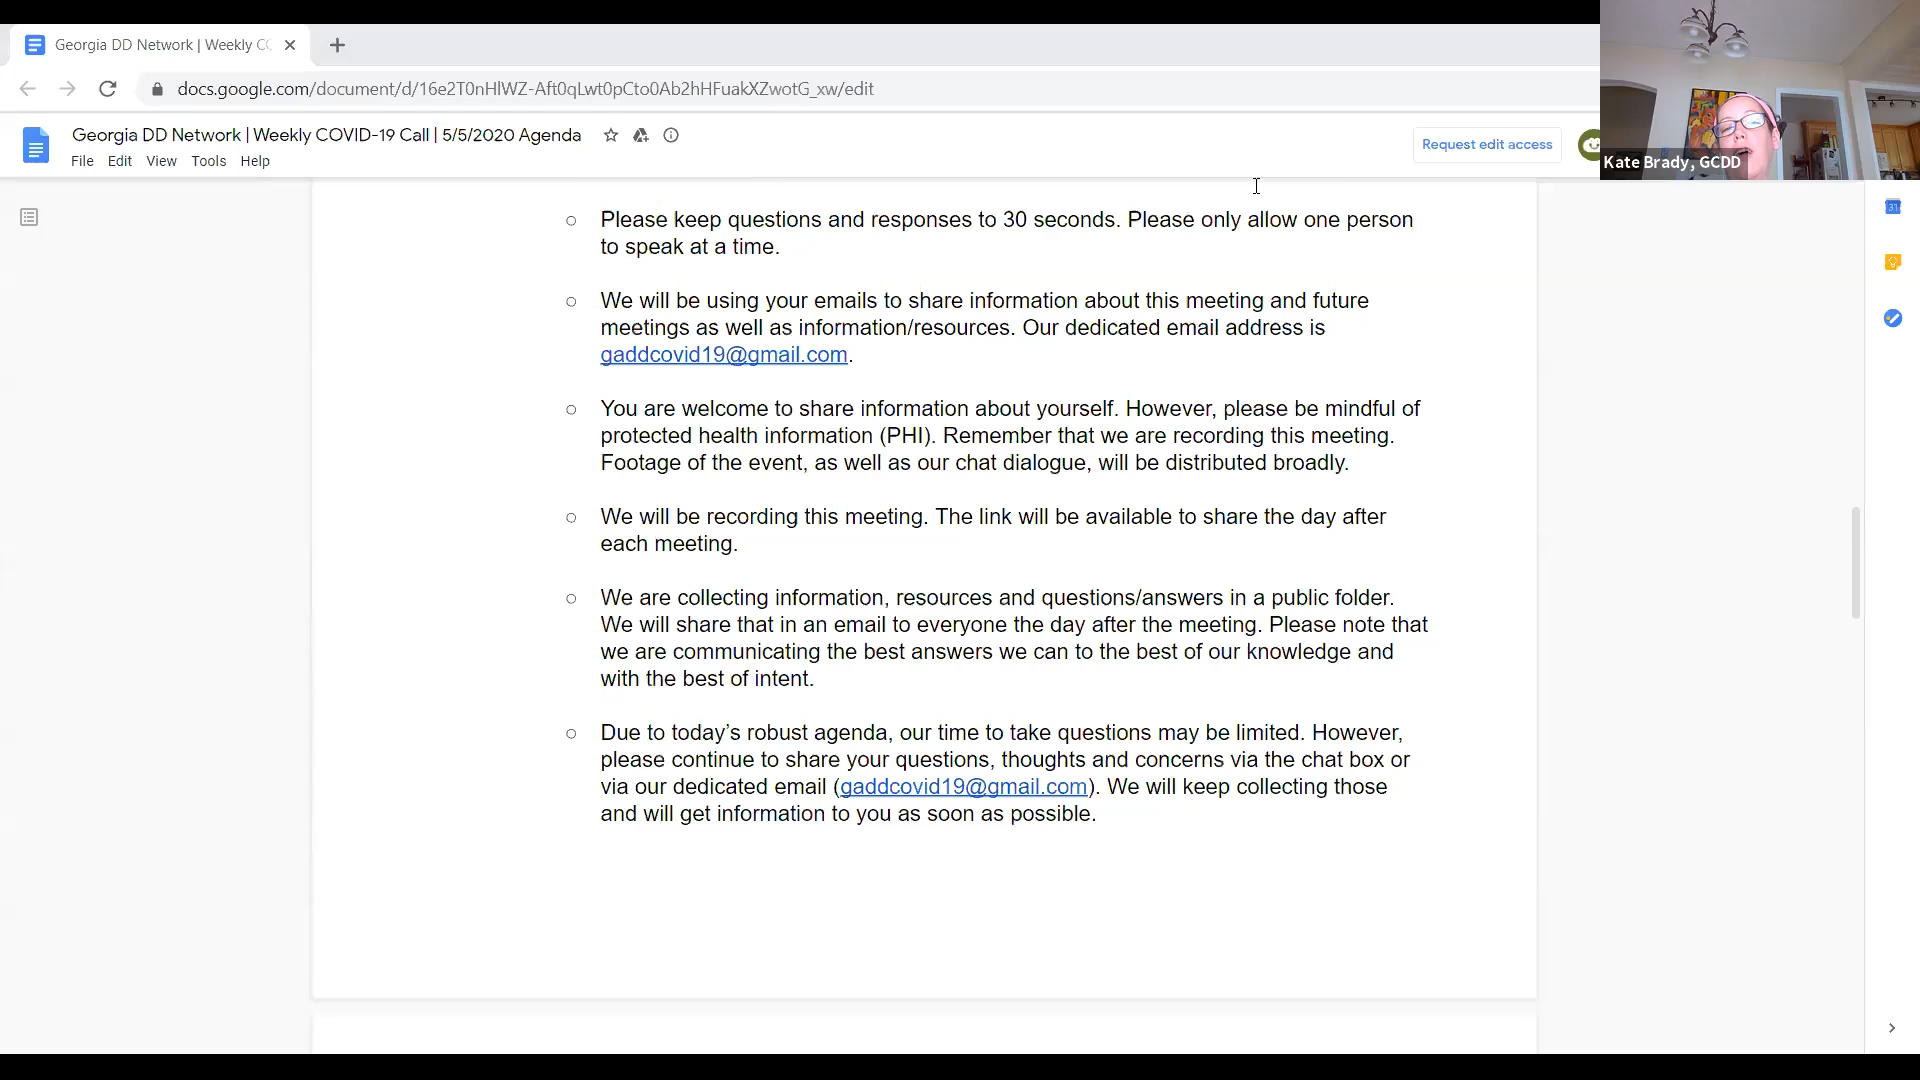 Georgia DD Network | Weekly CO
docs.google.com/document/d/16e2T0nHlWZ-Aft0qLwt0pCto0Ab2hHFuakXZwotG_xw/edit
Georgia DD Network | Weekly COVID-19 Call | 5/5/2020 Agenda
File Edit View Tools Help
Request edit access
Kate Brady, GCDD
31
Please keep questions and responses to 30 seconds. Please only allow one person
to speak at a time.
We will be using your emails to share information about this meeting and future
meetings as well as information/resources. Our dedicated email address is
gaddcovid19@gmail.com.
You are welcome to share information about yourself. However, please be mindful of
protected health information (PHI). Remember that we are recording this meeting.
Footage of the event, as well as our chat dialogue, will be distributed broadly.
We will be recording this meeting. The link will be available to share the day after
each meeting.
We are collecting information, resources and questions/answers in a public folder.
We will share that in an email to everyone the day after the meeting. Please note that
we are communicating the best answers we can to the best of our knowledge and
with the best of intent.
Due to today’s robust agenda, our time to take questions may be limited. However,
please continue to share your questions, thoughts and concerns via the chat box or
via our dedicated email (gaddcovid19@gmail.com). We will keep collecting those
and will get information to you as soon as possible.